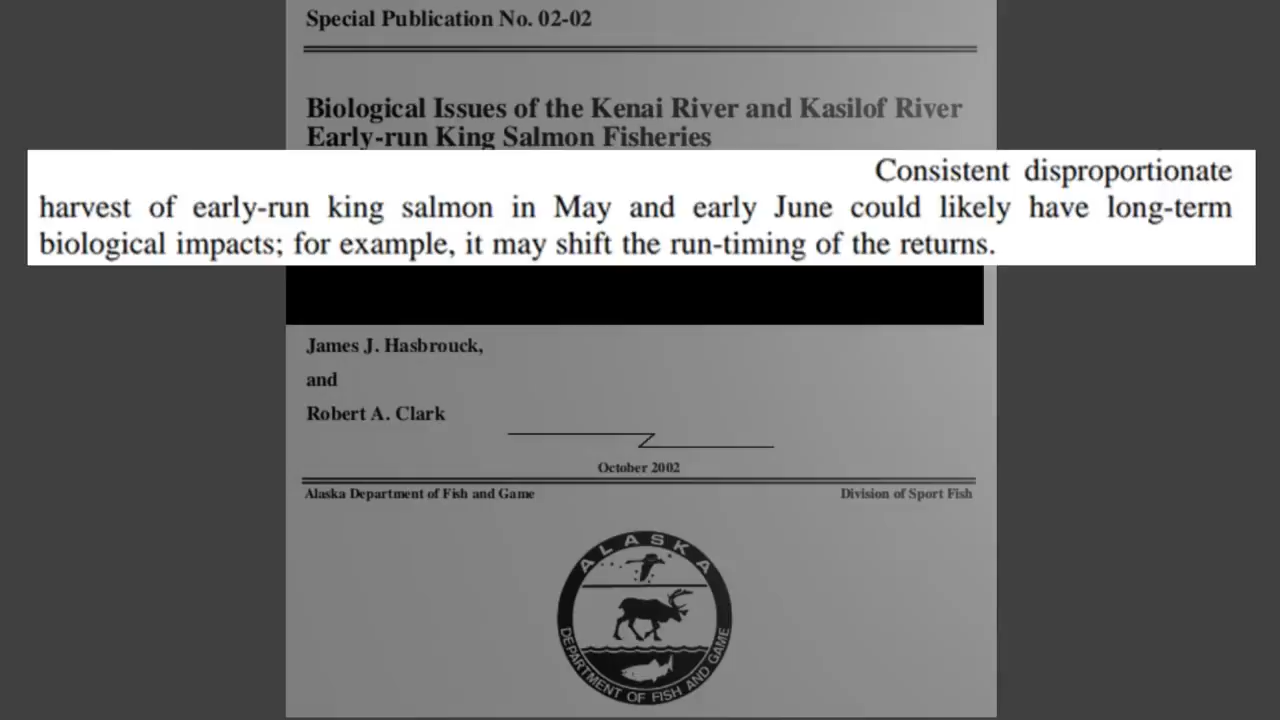 Special Publication No. 02-02
Biological Issues of the Kenai River and Kasilof River
Early-run King Salmon Fisheries
Consistent disproportionate
harvest of early-run king salmon in May and early June could likely have long-term
biological impacts; for example, it may shift the run-timing of the returns.
James J. Hasbrouck,
and
Robert A. Clark
October 2002
Alaska Department of Fish and Game
Division of Sport Fish
ALASKA
DEPARTMENT OF FISH AND GAME